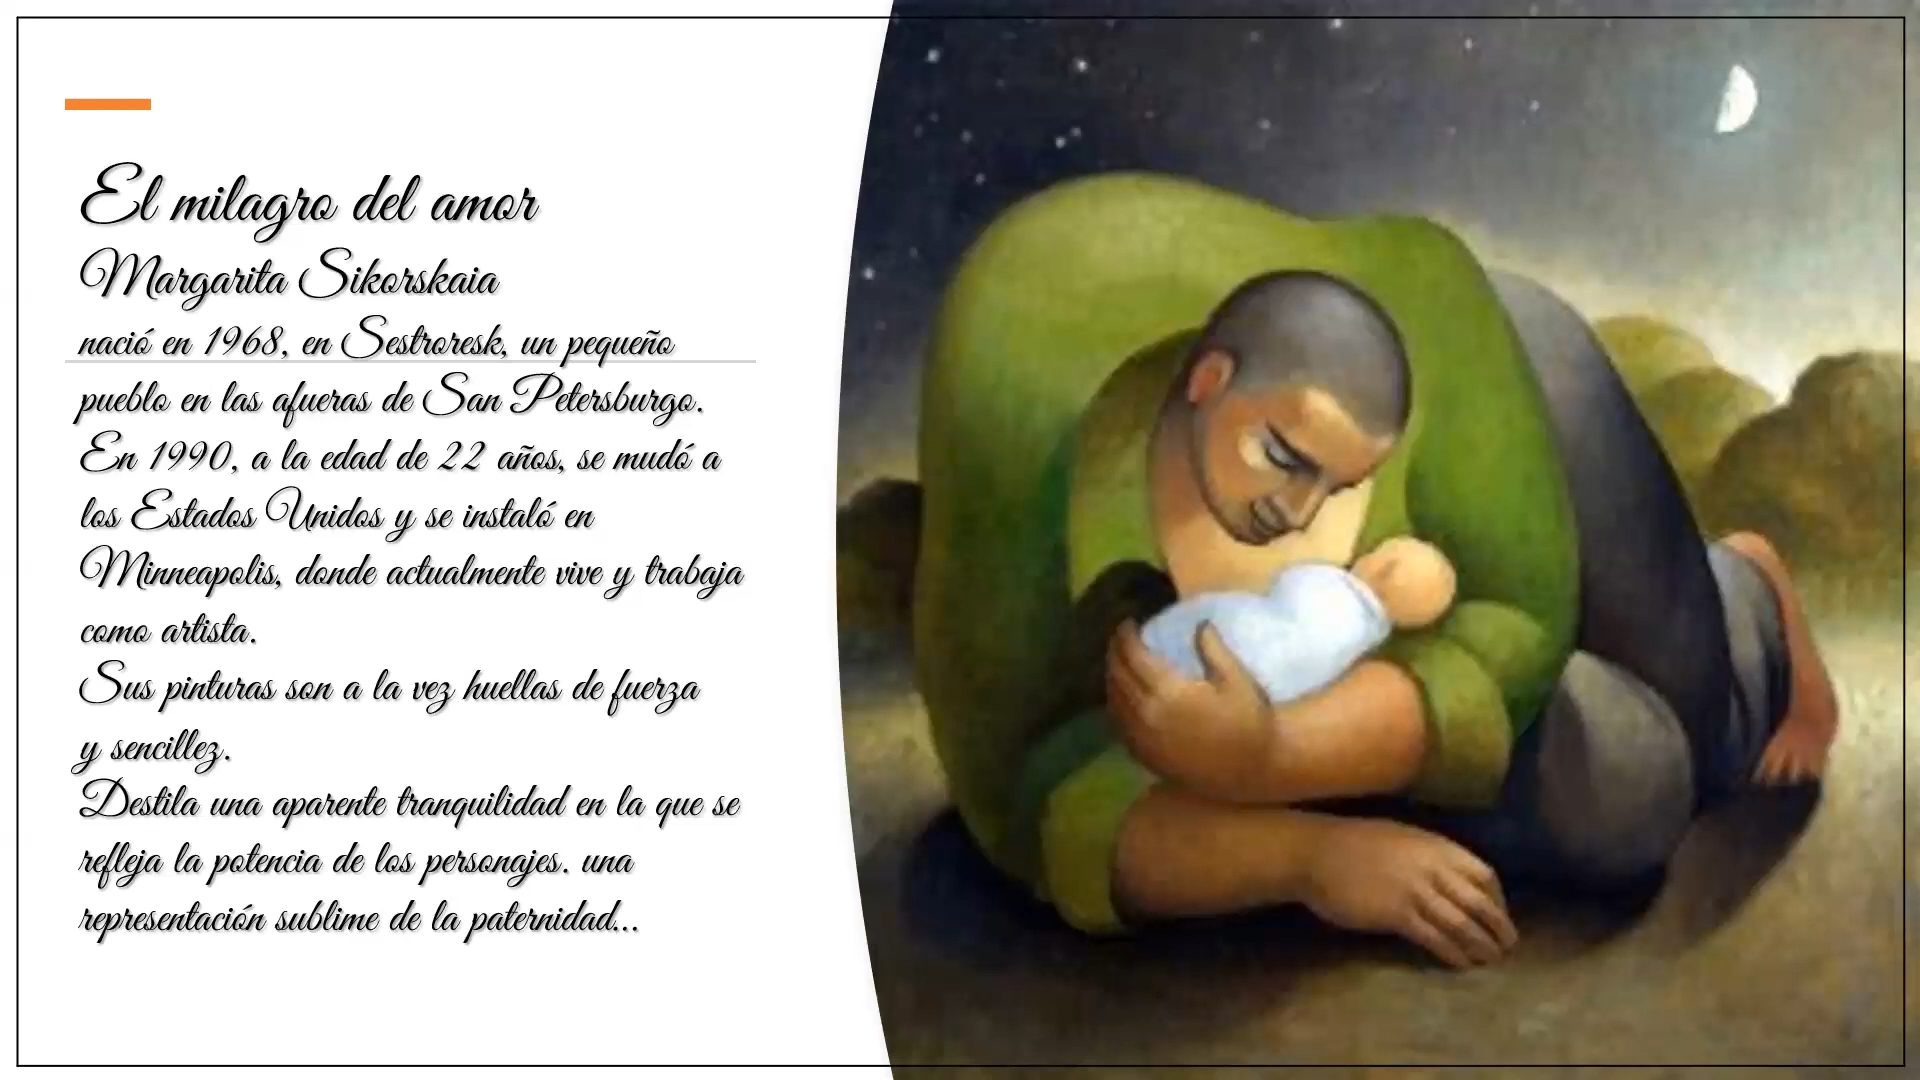 El milagro del amor
Margarita Sikorskaia
nació en 1968, en Sestroresk, un pequeño
pueblo en las afueras de San Petersburgo.
En 1990, a la edad de 22 años, se mudó a
los Estados Unidos y se instaló en
Minneapolis, donde actualmente vive y trabaja
como artista.
Sus pinturas son a la vez huellas de fuerza
y sencillez.
Destila una aparente tranquilidad en la que se
refleja la potencia de los personajes. una
representación sublime de la paternidad...